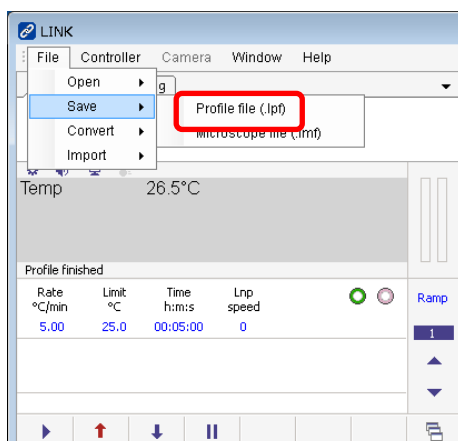 LINK
File Controller Camera Window Help
Open g
Save Profile file (.lpf)
Convert Microscope file (.lmf)
Import
Temp 26.5°C
Profile finished
Rate Limit Time Lnp
°C/min °C h:m:s speed
Ramp
5.00 25.0 00:05:00 0
1